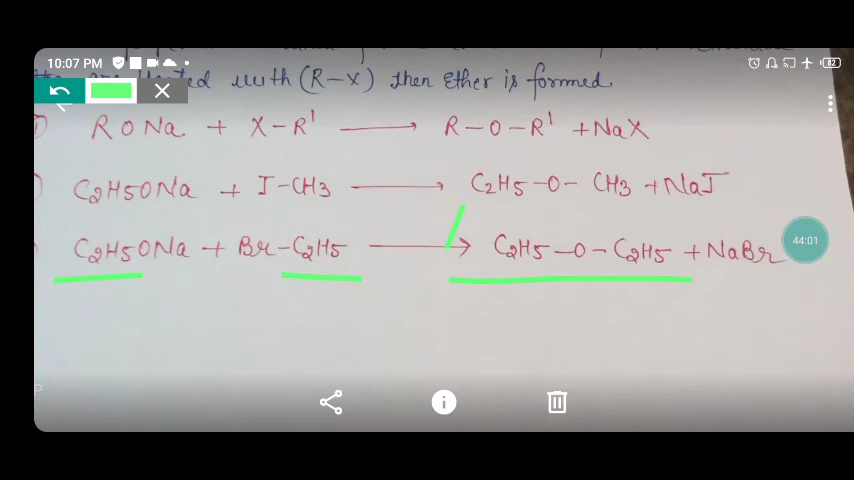 10:07 PM 82
with (R-X) then Ether is formed.
RONa + X-R' → R-O-R' + NaX
C2H5ONa + I-CH3 → C2H5-O-CH3 + NaI
C2H5ONa + Br-C2H5 → C2H5-O-C2H5 + NaBr
44:01